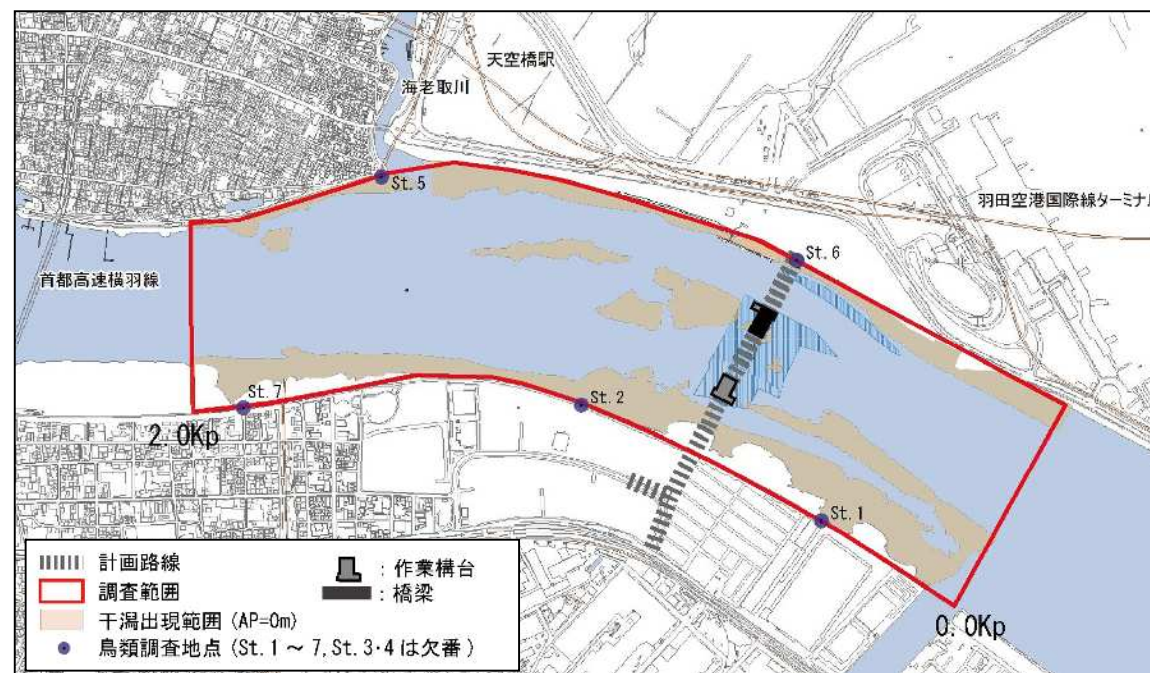 天空橋駅
海老取川
St.5
羽田空港国際線ターミナル
St.6
首都高速横羽線
St.7
St.2
2.0Kp
St.1
0.0Kp
計画路線
：作業構台
調査範囲
：橋梁
干潟出現範囲 (AP=0m)
鳥類調査地点 (St.1 ～ 7, St.3・4 は欠番)